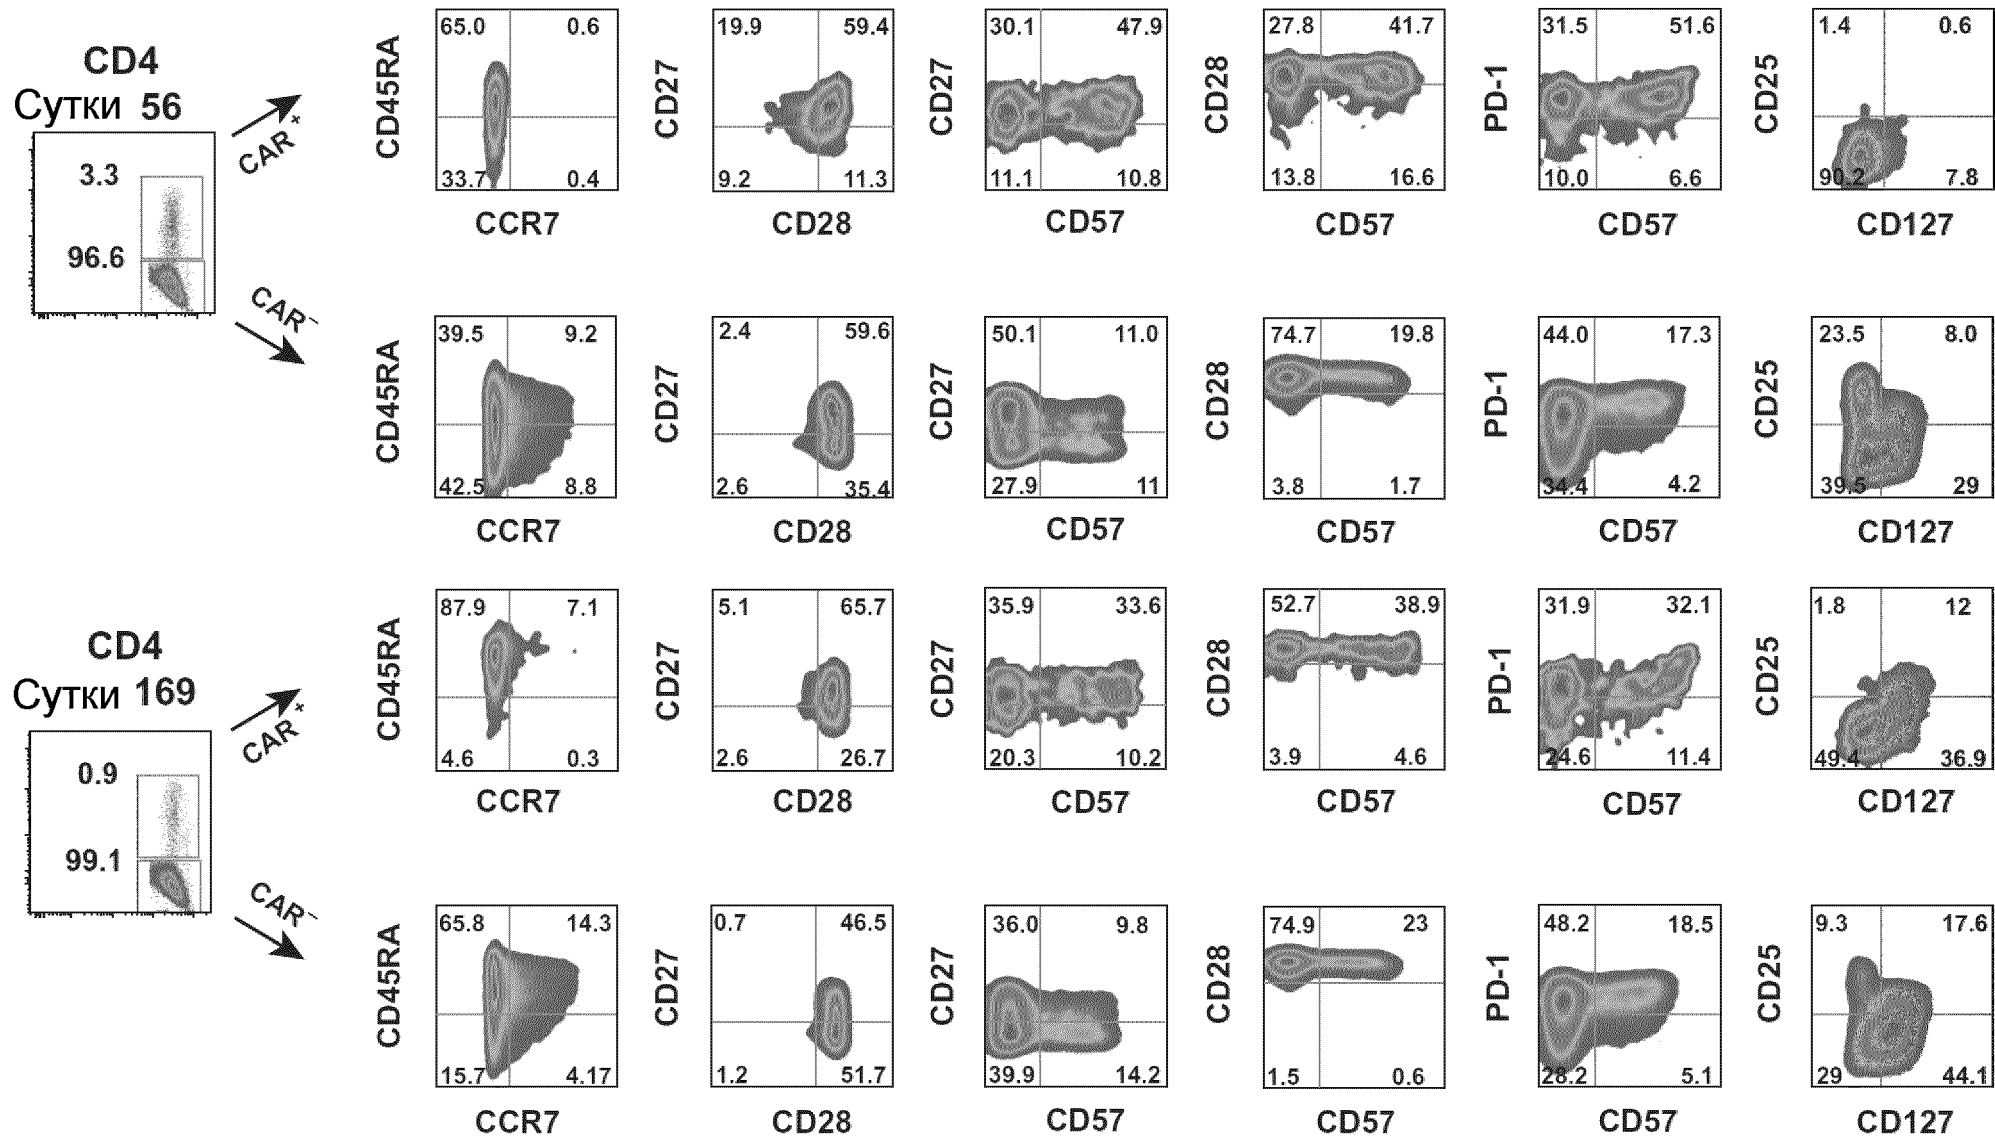 CD4
Сутки 56
3.3
96.6
CAR+
CAR−
65.0 0.6
33.7 0.4
CD45RA
CCR7
19.9 59.4
9.2 11.3
CD27
CD28
30.1 47.9
11.1 10.8
CD27
CD57
27.8 41.7
13.8 16.6
CD28
CD57
31.5 51.6
10.0 6.6
PD-1
CD57
1.4 0.6
90.2 7.8
CD25
CD127
39.5 9.2
42.5 8.8
CD45RA
CCR7
2.4 59.6
2.6 35.4
CD27
CD28
50.1 11.0
27.9 11
CD27
CD57
74.7 19.8
3.8 1.7
CD28
CD57
44.0 17.3
34.4 4.2
PD-1
CD57
23.5 8.0
39.5 29
CD25
CD127
CD4
Сутки 169
0.9
99.1
CAR+
CAR−
87.9 7.1
4.6 0.3
CD45RA
CCR7
5.1 65.7
2.6 26.7
CD27
CD28
35.9 33.6
20.3 10.2
CD27
CD57
52.7 38.9
3.9 4.6
CD28
CD57
31.9 32.1
24.6 11.4
PD-1
CD57
1.8 12
49.4 36.9
CD25
CD127
65.8 14.3
15.7 4.17
CD45RA
CCR7
0.7 46.5
1.2 51.7
CD27
CD28
36.0 9.8
39.9 14.2
CD27
CD57
74.9 23
1.5 0.6
CD28
CD57
48.2 18.5
28.2 5.1
PD-1
CD57
9.3 17.6
29 44.1
CD25
CD127